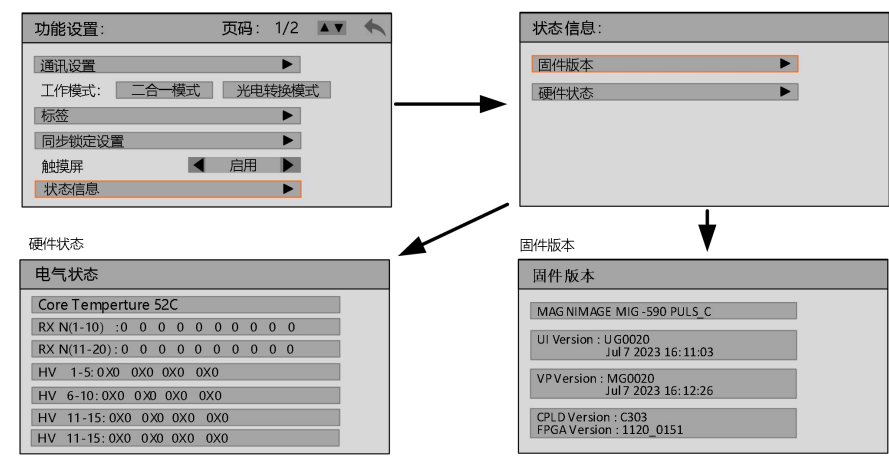 功能设置： 页码： 1/2
通讯设置
工作模式： 二合一模式 光电转换模式
标签
同步锁定设置
触摸屏 启用
状态信息
状态信息：
固件版本
硬件状态
硬件状态
电气状态
Core Temperture 52C
RX N(1-10) :0 0 0 0 0 0 0 0 0 0
RX N(11-20):0 0 0 0 0 0 0 0 0 0
HV 1-5:0X0 0X0 0X0 0X0
HV 6-10:0X0 0X0 0X0 0X0
HV 11-15:0X0 0X0 0X0 0X0
HV 11-15:0X0 0X0 0X0 0X0
固件版本
固件版本
MAGNIMAGE MIG-590 PULS_C
UI Version : UG0020
Jul 7 2023 16:11:03
VP Version : MG0020
Jul 7 2023 16:12:26
CPLD Version : C303
FPGA Version : 1120_0151